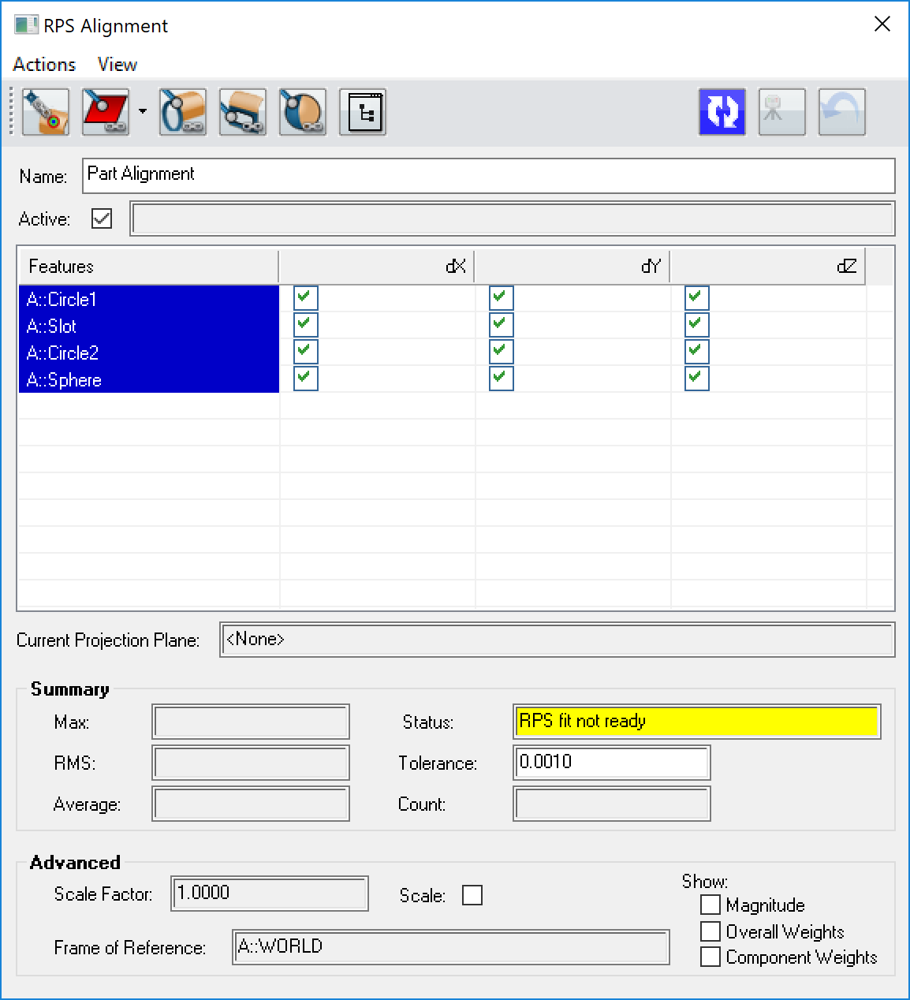 RPS Alignment
Actions View
Name: Part Alignment
Active:
Features dX dY dZ
A::Circle1
A::Slot
A::Circle2
A::Sphere
Current Projection Plane: <None>
Summary
Max: Status: RPS fit not ready
RMS: Tolerance: 0.0010
Average: Count:
Advanced
Scale Factor: 1.0000 Scale: Show:
Magnitude
Overall Weights
Frame of Reference: A::WORLD
Component Weights